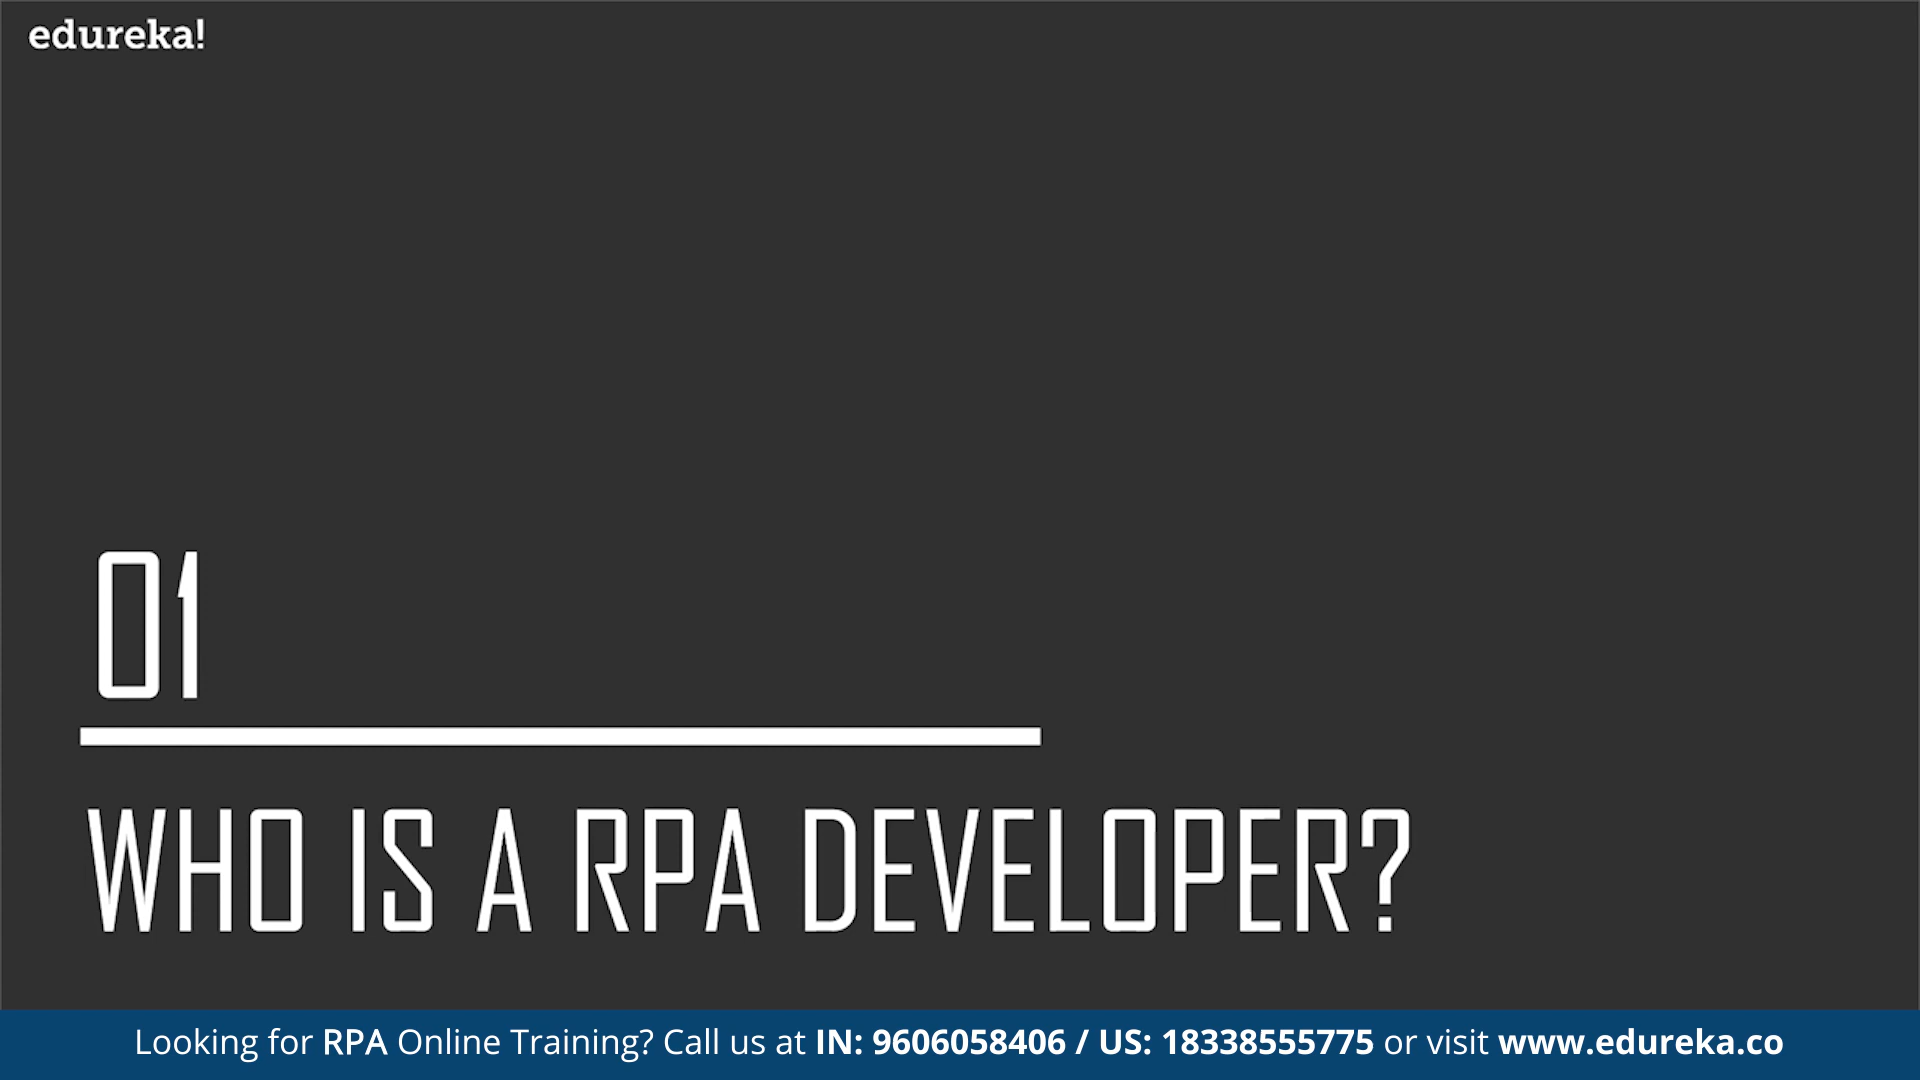 edureka!
01
WHO IS A RPA DEVELOPER?
Looking for RPA Online Training? Call us at IN: 9606058406 / US: 18338555775 or visit www.edureka.co